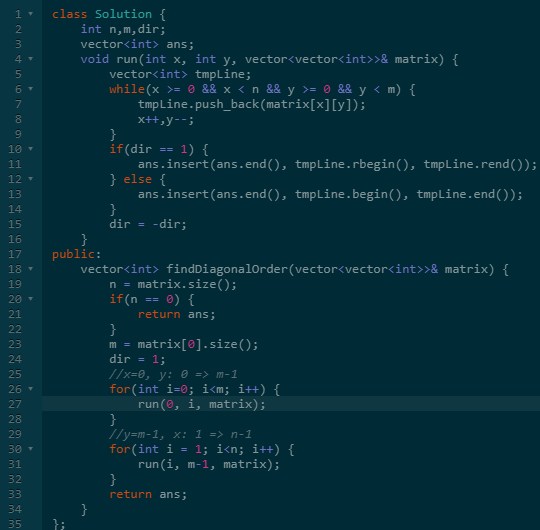 1 class Solution {
2     int n,m,dir;
3     vector<int> ans;
4     void run(int x, int y, vector<vector<int>>& matrix) {
5         vector<int> tmpLine;
6         while(x >= 0 && x < n && y >= 0 && y < m) {
7             tmpLine.push_back(matrix[x][y]);
8             x++,y--;
9         }
10         if(dir == 1) {
11             ans.insert(ans.end(), tmpLine.rbegin(), tmpLine.rend());
12         } else {
13             ans.insert(ans.end(), tmpLine.begin(), tmpLine.end());
14         }
15         dir = -dir;
16     }
17 public:
18     vector<int> findDiagonalOrder(vector<vector<int>>& matrix) {
19         n = matrix.size();
20         if(n == 0) {
21             return ans;
22         }
23         m = matrix[0].size();
24         dir = 1;
25         //x=0, y: 0 => m-1
26         for(int i=0; i<m; i++) {
27             run(0, i, matrix);
28         }
29         //y=m-1, x: 1 => n-1
30         for(int i = 1; i<n; i++) {
31             run(i, m-1, matrix);
32         }
33         return ans;
34     }
35 };